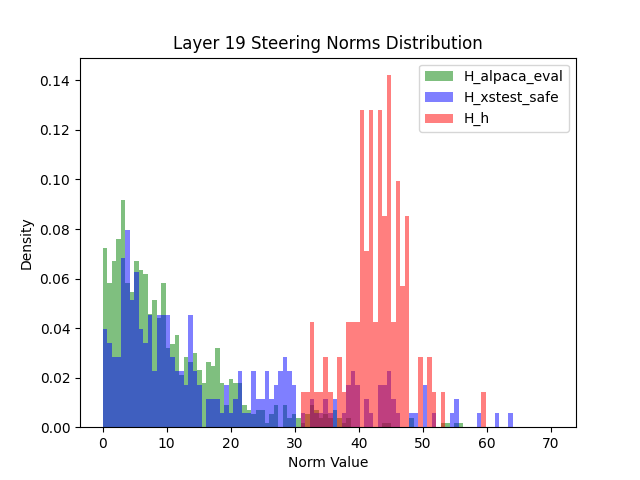 Layer 19 Steering Norms Distribution
H_alpaca_eval
H_xstest_safe
H_h
Density
0.14
0.12
0.10
0.08
0.06
0.04
0.02
0.00
0 10 20 30 40 50 60 70
Norm Value